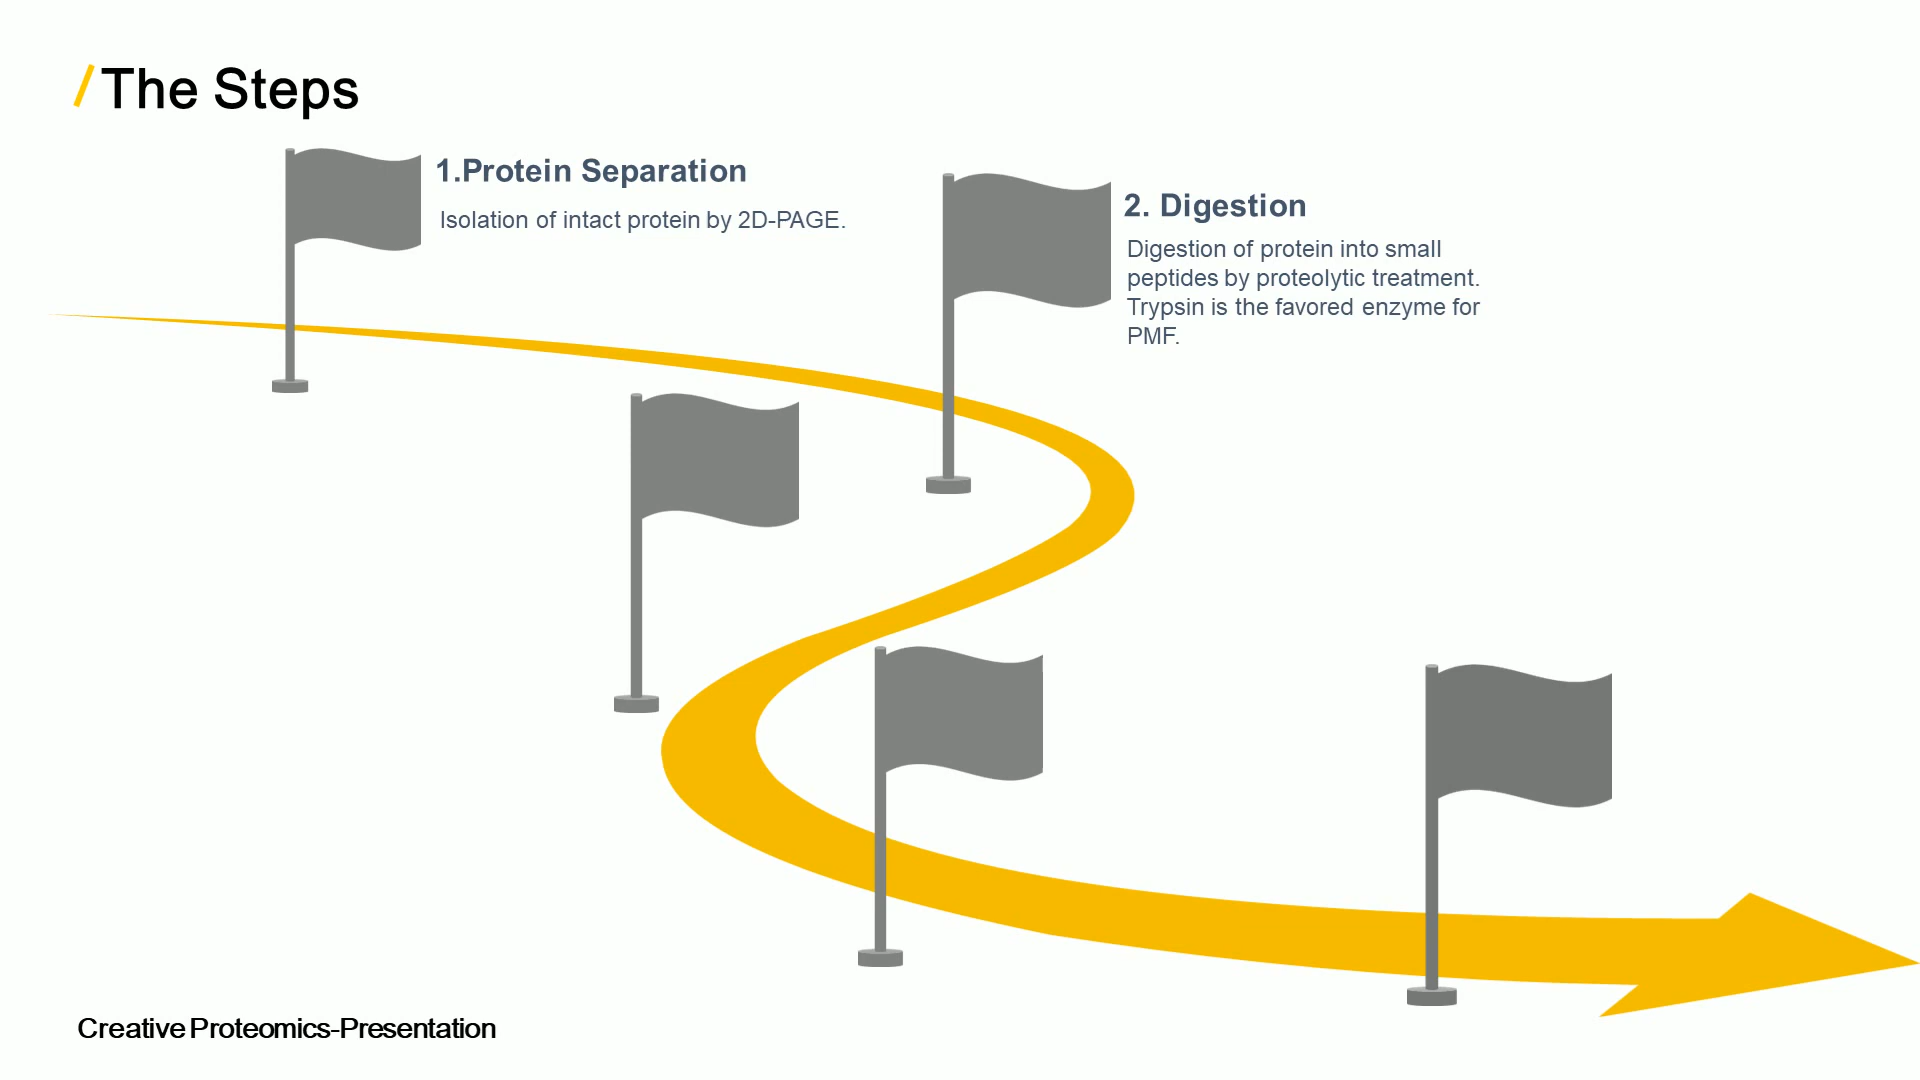 The Steps
1.Protein Separation
Isolation of intact protein by 2D-PAGE.
2. Digestion
Digestion of protein into small
peptides by proteolytic treatment.
Trypsin is the favored enzyme for
PMF.
Creative Proteomics-Presentation